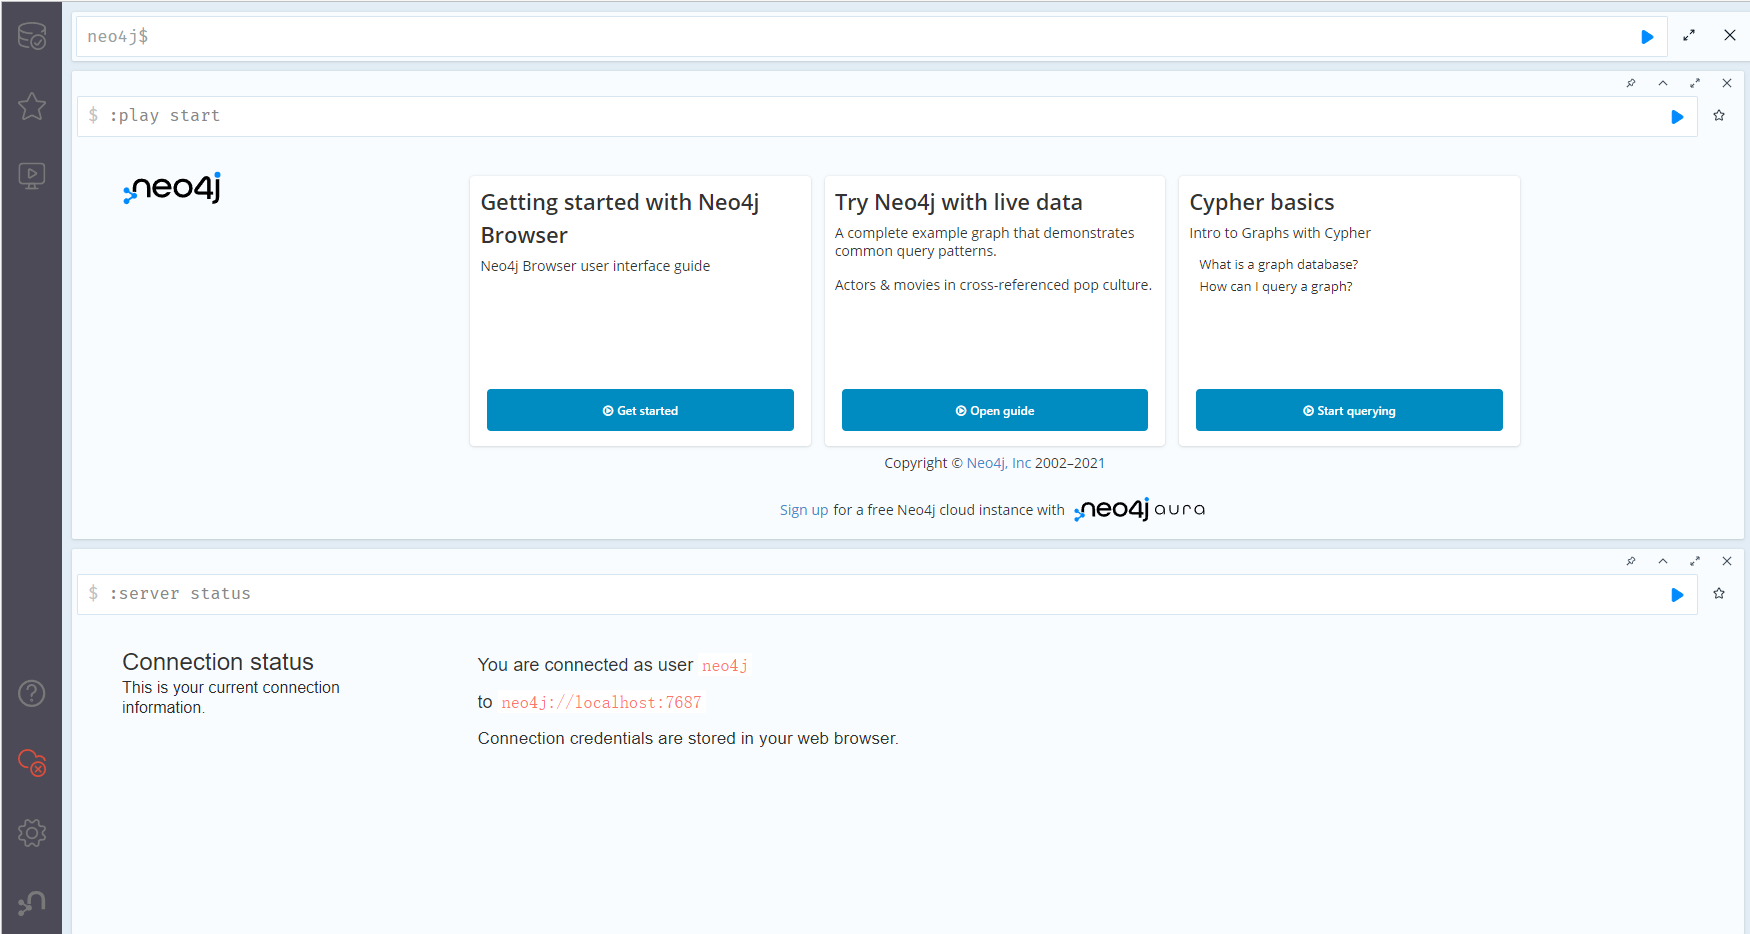 neo4j$
$ :play start
neo4j
Getting started with Neo4j
Browser
Neo4j Browser user interface guide
Get started
Try Neo4j with live data
A complete example graph that demonstrates
common query patterns.
Actors & movies in cross-referenced pop culture.
Open guide
Cypher basics
Intro to Graphs with Cypher
What is a graph database?
How can I query a graph?
Start querying
Copyright © Neo4j, Inc 2002–2021
Sign up for a free Neo4j cloud instance with neo4j aura
$ :server status
Connection status
This is your current connection
information.
You are connected as user neo4j
to neo4j://localhost:7687
Connection credentials are stored in your web browser.